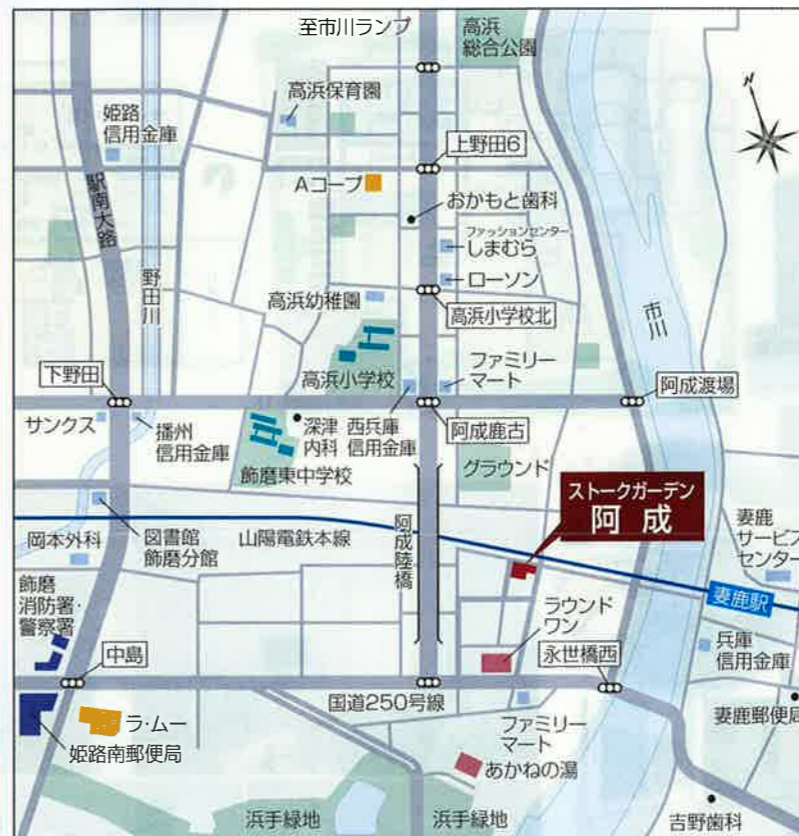 至市川ランプ
高浜
総合公園
N
高浜保育園
姫路
信用金庫
上野田6
Aコープ
おかもと歯科
駅南大路
ファッションセンター
しまむら
野田川
ローソン
高浜幼稚園
市川
高浜小学校北
下野田
高浜小学校
ファミリー
マート
阿成渡場
サンクス
播州
信用金庫
深津
内科
西兵庫
信用金庫
阿成鹿古
飾磨東中学校
グラウンド
ストークガーデン
阿成
岡本外科
図書館
飾磨分館
山陽電鉄本線
阿成陸橋
妻鹿
サービス
センター
妻鹿駅
飾磨
消防署・
警察署
ラウンド
ワン
中島
永世橋西
兵庫
信用金庫
国道250号線
ラ・ムー
ファミリー
マート
妻鹿郵便局
姫路南郵便局
あかねの湯
浜手緑地
浜手緑地
吉野歯科